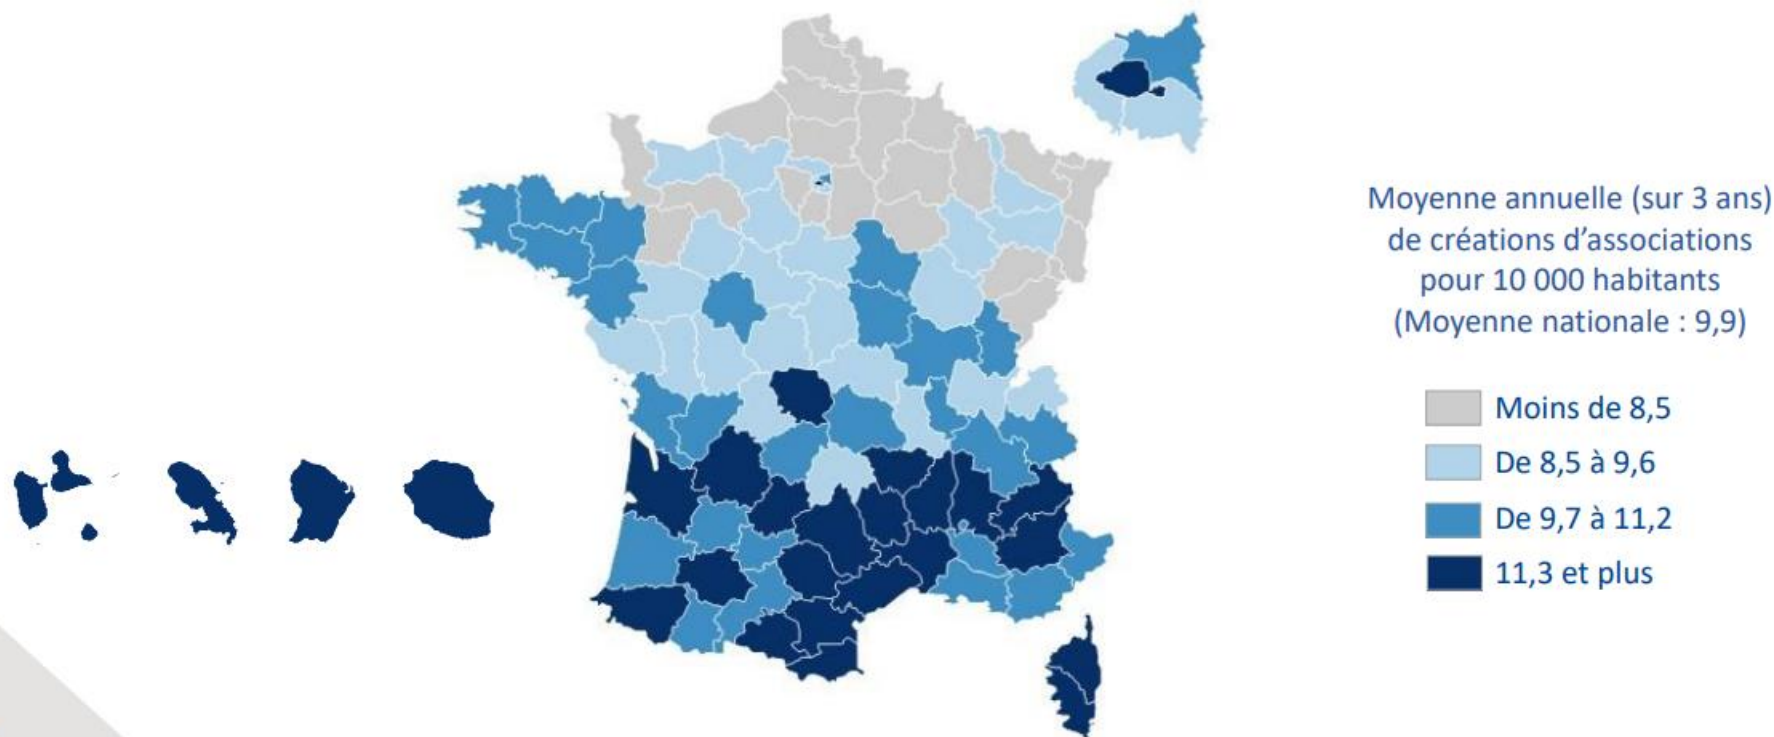 Moyenne annuelle (sur 3 ans)
de créations d’associations
pour 10 000 habitants
(Moyenne nationale : 9,9)
Moins de 8,5
De 8,5 à 9,6
De 9,7 à 11,2
11,3 et plus